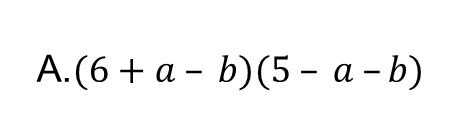 A.(6 + a – b)(5 – a – b)